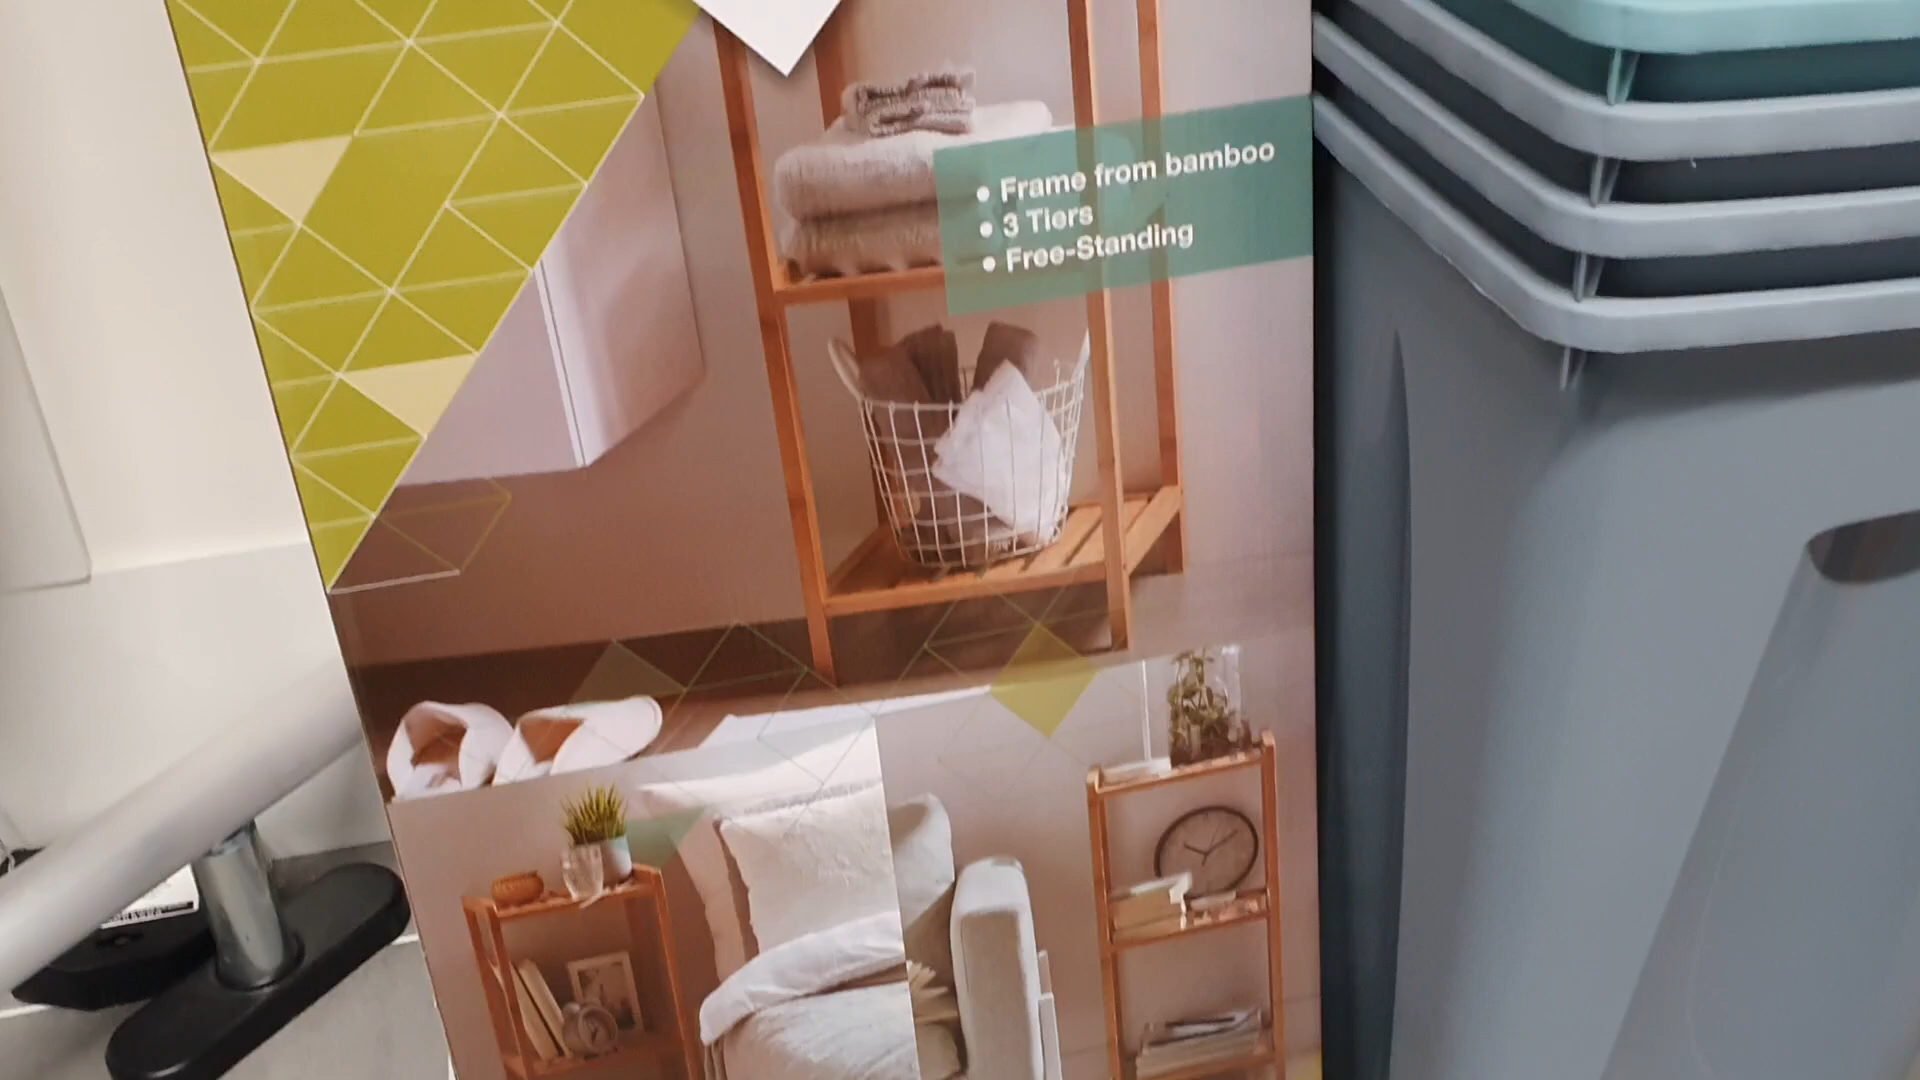 • Frame from bamboo
• 3 Tiers
• Free-Standing